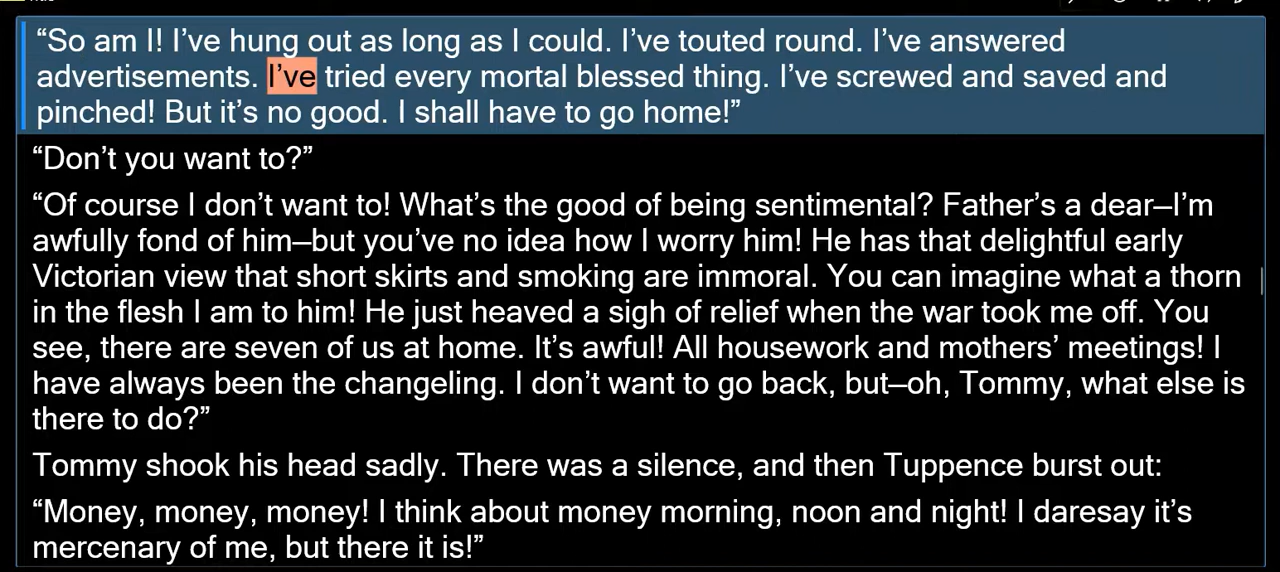 “So am I! I’ve hung out as long as I could. I’ve touted round. I’ve answered
advertisements. I’ve tried every mortal blessed thing. I’ve screwed and saved and
pinched! But it’s no good. I shall have to go home!”
“Don’t you want to?”
“Of course I don’t want to! What’s the good of being sentimental? Father’s a dear—I’m
awfully fond of him—but you’ve no idea how I worry him! He has that delightful early
Victorian view that short skirts and smoking are immoral. You can imagine what a thorn
in the flesh I am to him! He just heaved a sigh of relief when the war took me off. You
see, there are seven of us at home. It’s awful! All housework and mothers’ meetings! I
have always been the changeling. I don’t want to go back, but—oh, Tommy, what else is
there to do?”
Tommy shook his head sadly. There was a silence, and then Tuppence burst out:
“Money, money, money! I think about money morning, noon and night! I daresay it’s
mercenary of me, but there it is!”